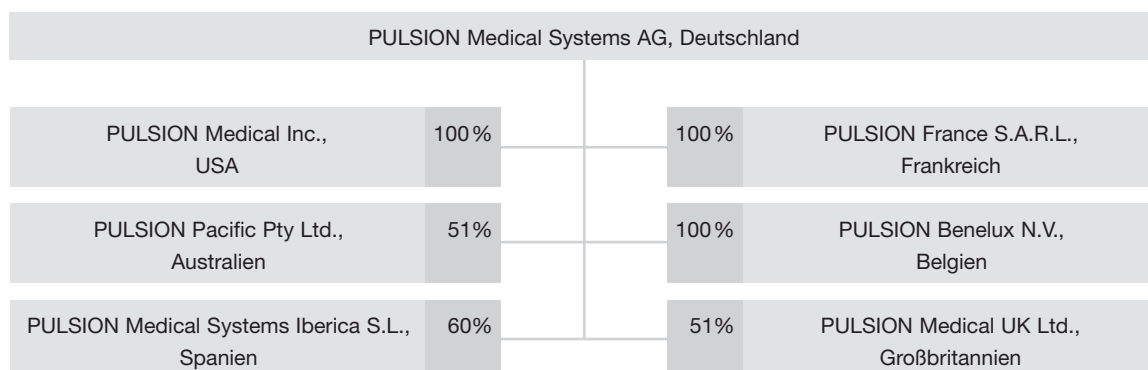 PULSION Medical Systems AG, Deutschland
PULSION Medical Inc.,
USA
100 %
100 %
PULSION France S.A.R.L.,
Frankreich
PULSION Pacific Pty Ltd.,
Australien
51%
100 %
PULSION Benelux N.V.,
Belgien
PULSION Medical Systems Iberica S.L.,
Spanien
60%
51%
PULSION Medical UK Ltd.,
Großbritannien